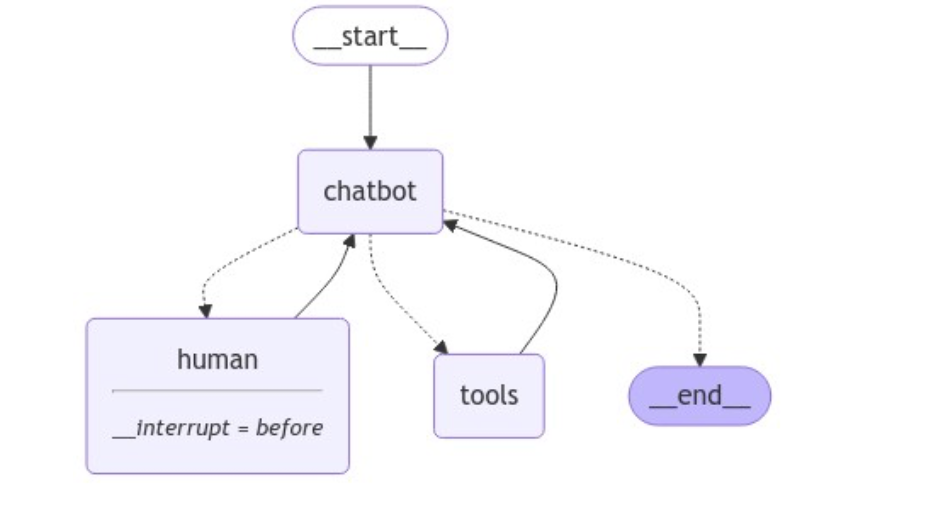 __start__
chatbot
human
__interrupt = before
tools
__end__